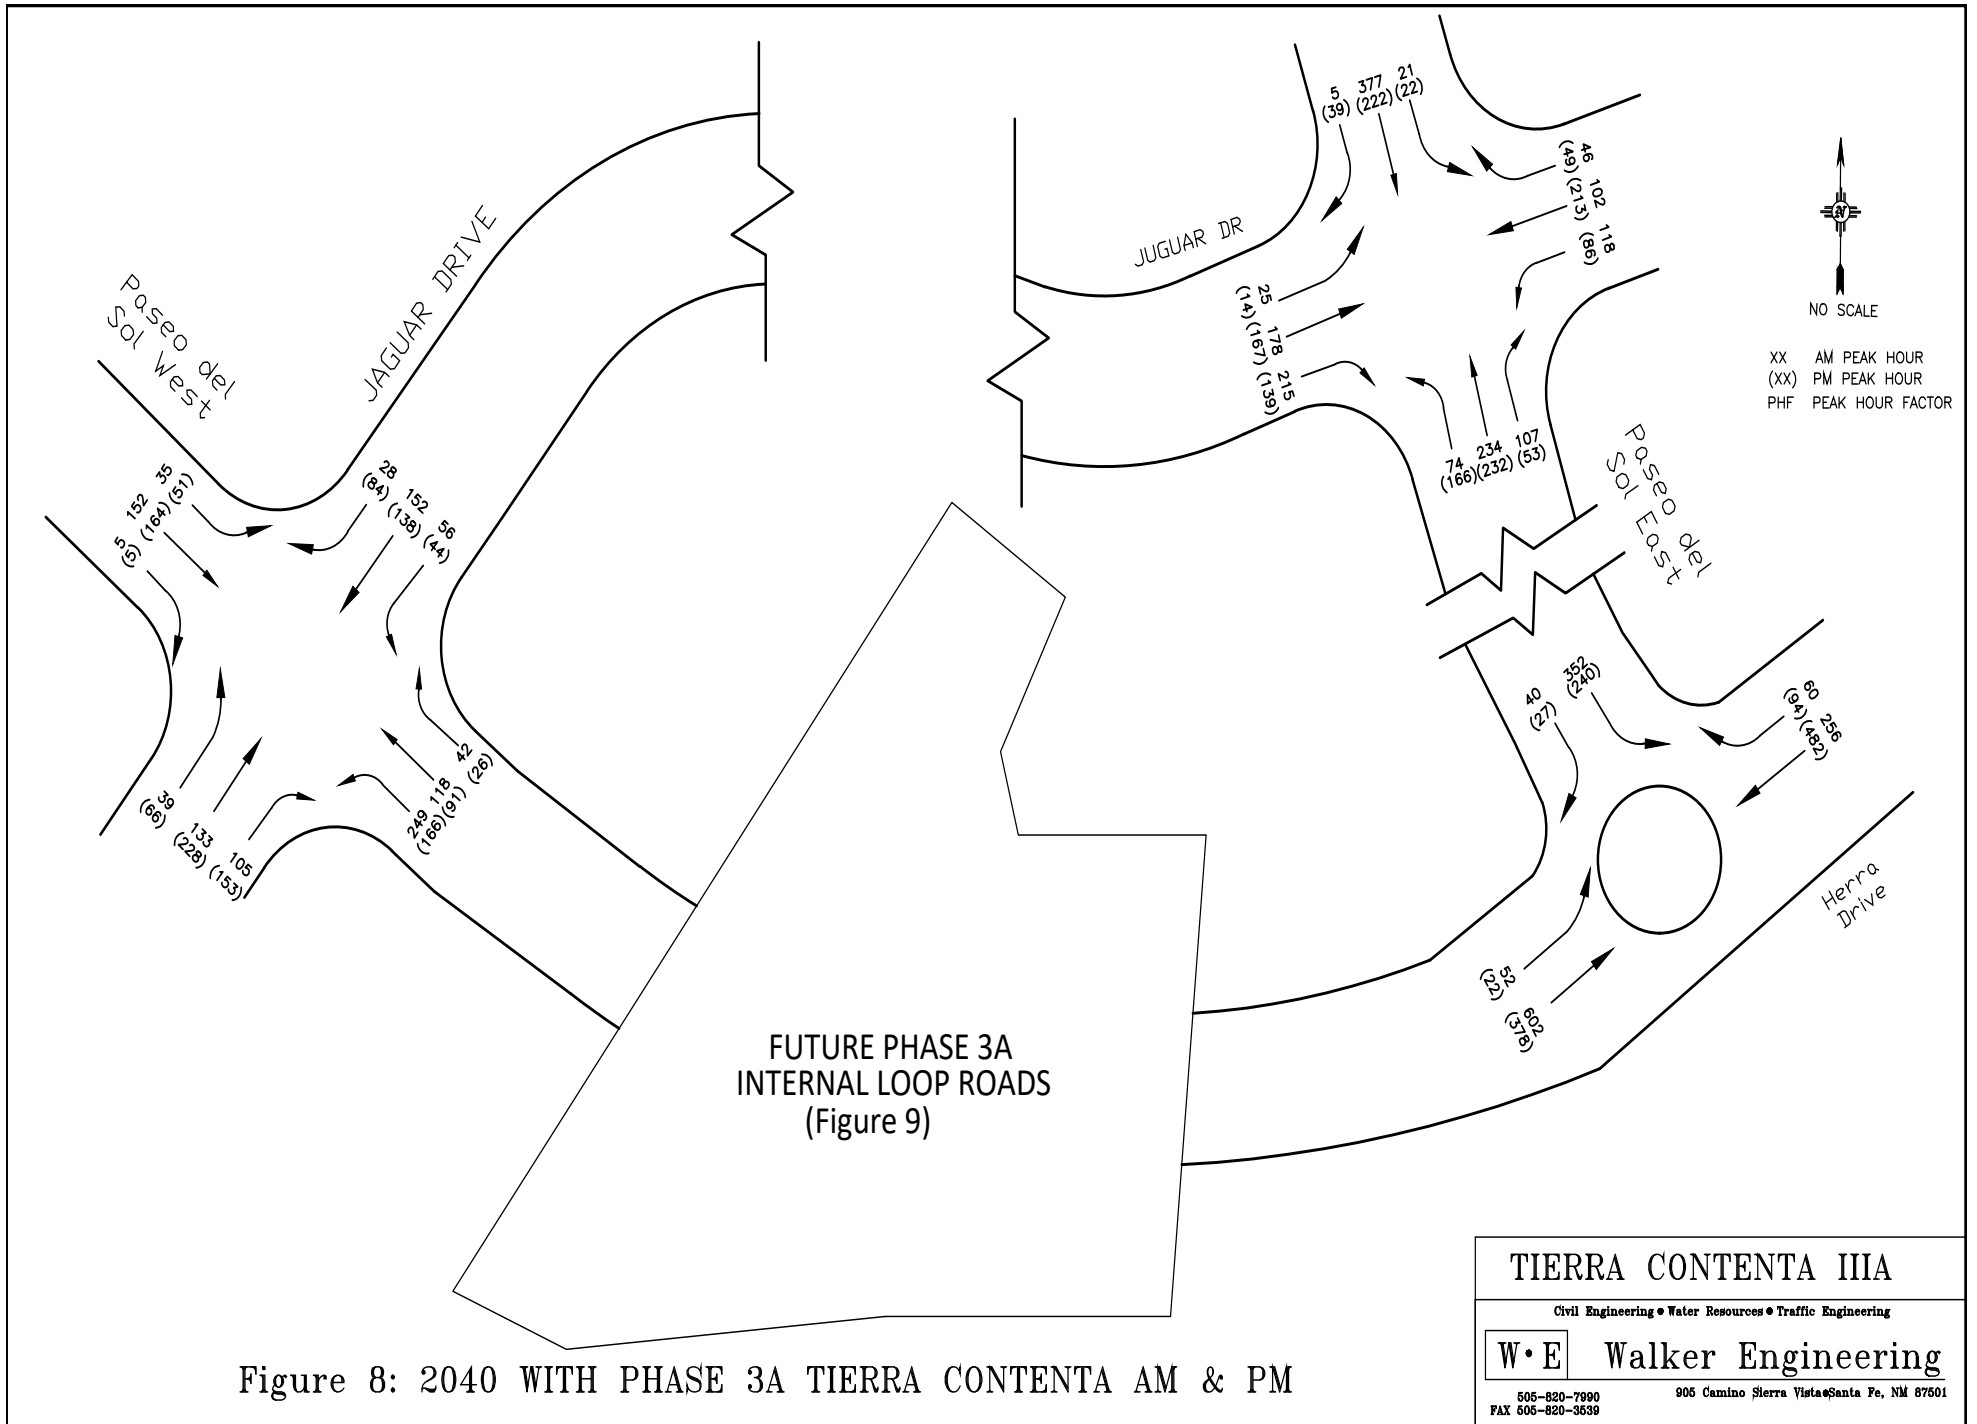 5 377 21
(39) (222) (22)
46 102 118
(49) (213) (86)
JUGUAR DR
25 178 215
(14) (167) (139)
74 234 107
(166) (232) (53)
Paseo del
Sol East
N
NO SCALE
XX AM PEAK HOUR
(XX) PM PEAK HOUR
PHF PEAK HOUR FACTOR
Paseo del
Sol West
JAGUAR DRIVE
5 152 35
(5) (164) (51)
28 152 56
(84) (138) (44)
39 133 105
(66) (228) (153)
249 118 42
(166) (91) (26)
40 352
(27) (240)
60 256
(94) (482)
52 602
(22) (378)
Herra
Drive
FUTURE PHASE 3A
INTERNAL LOOP ROADS
(Figure 9)
Figure 8: 2040 WITH PHASE 3A TIERRA CONTENTA AM & PM
TIERRA CONTENTA IIIA
Civil Engineering • Water Resources • Traffic Engineering
W•E Walker Engineering
505-820-7990
905 Camino Sierra Vista•Santa Fe, NM 87501
FAX 505-820-3539